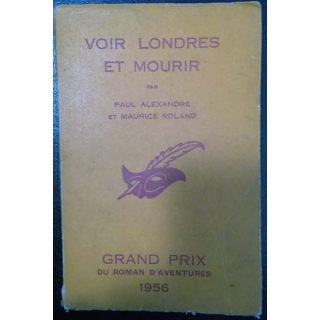 VOIR LONDRES
ET MOURIR
PAR
PAUL ALEXANDRE
ET MAURICE ROLAND
GRAND PRIX
DU ROMAN D'AVENTURES
1956